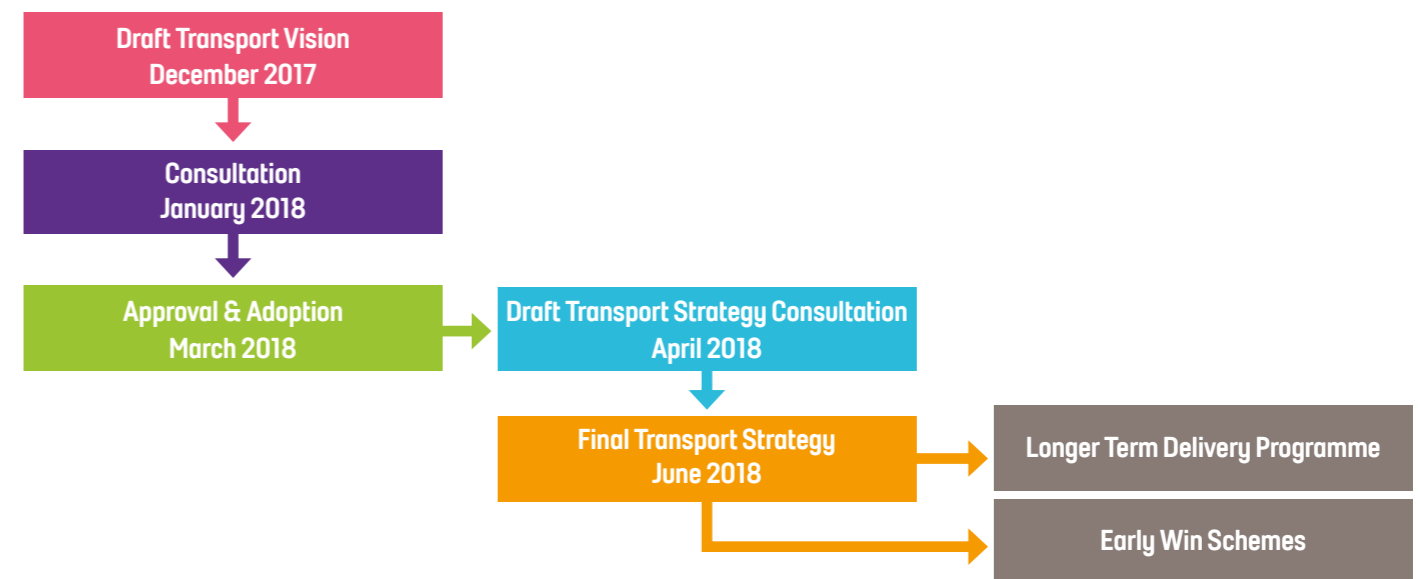 Draft Transport Vision
December 2017
Consultation
January 2018
Approval & Adoption
March 2018
Draft Transport Strategy Consultation
April 2018
Final Transport Strategy
June 2018
Longer Term Delivery Programme
Early Win Schemes